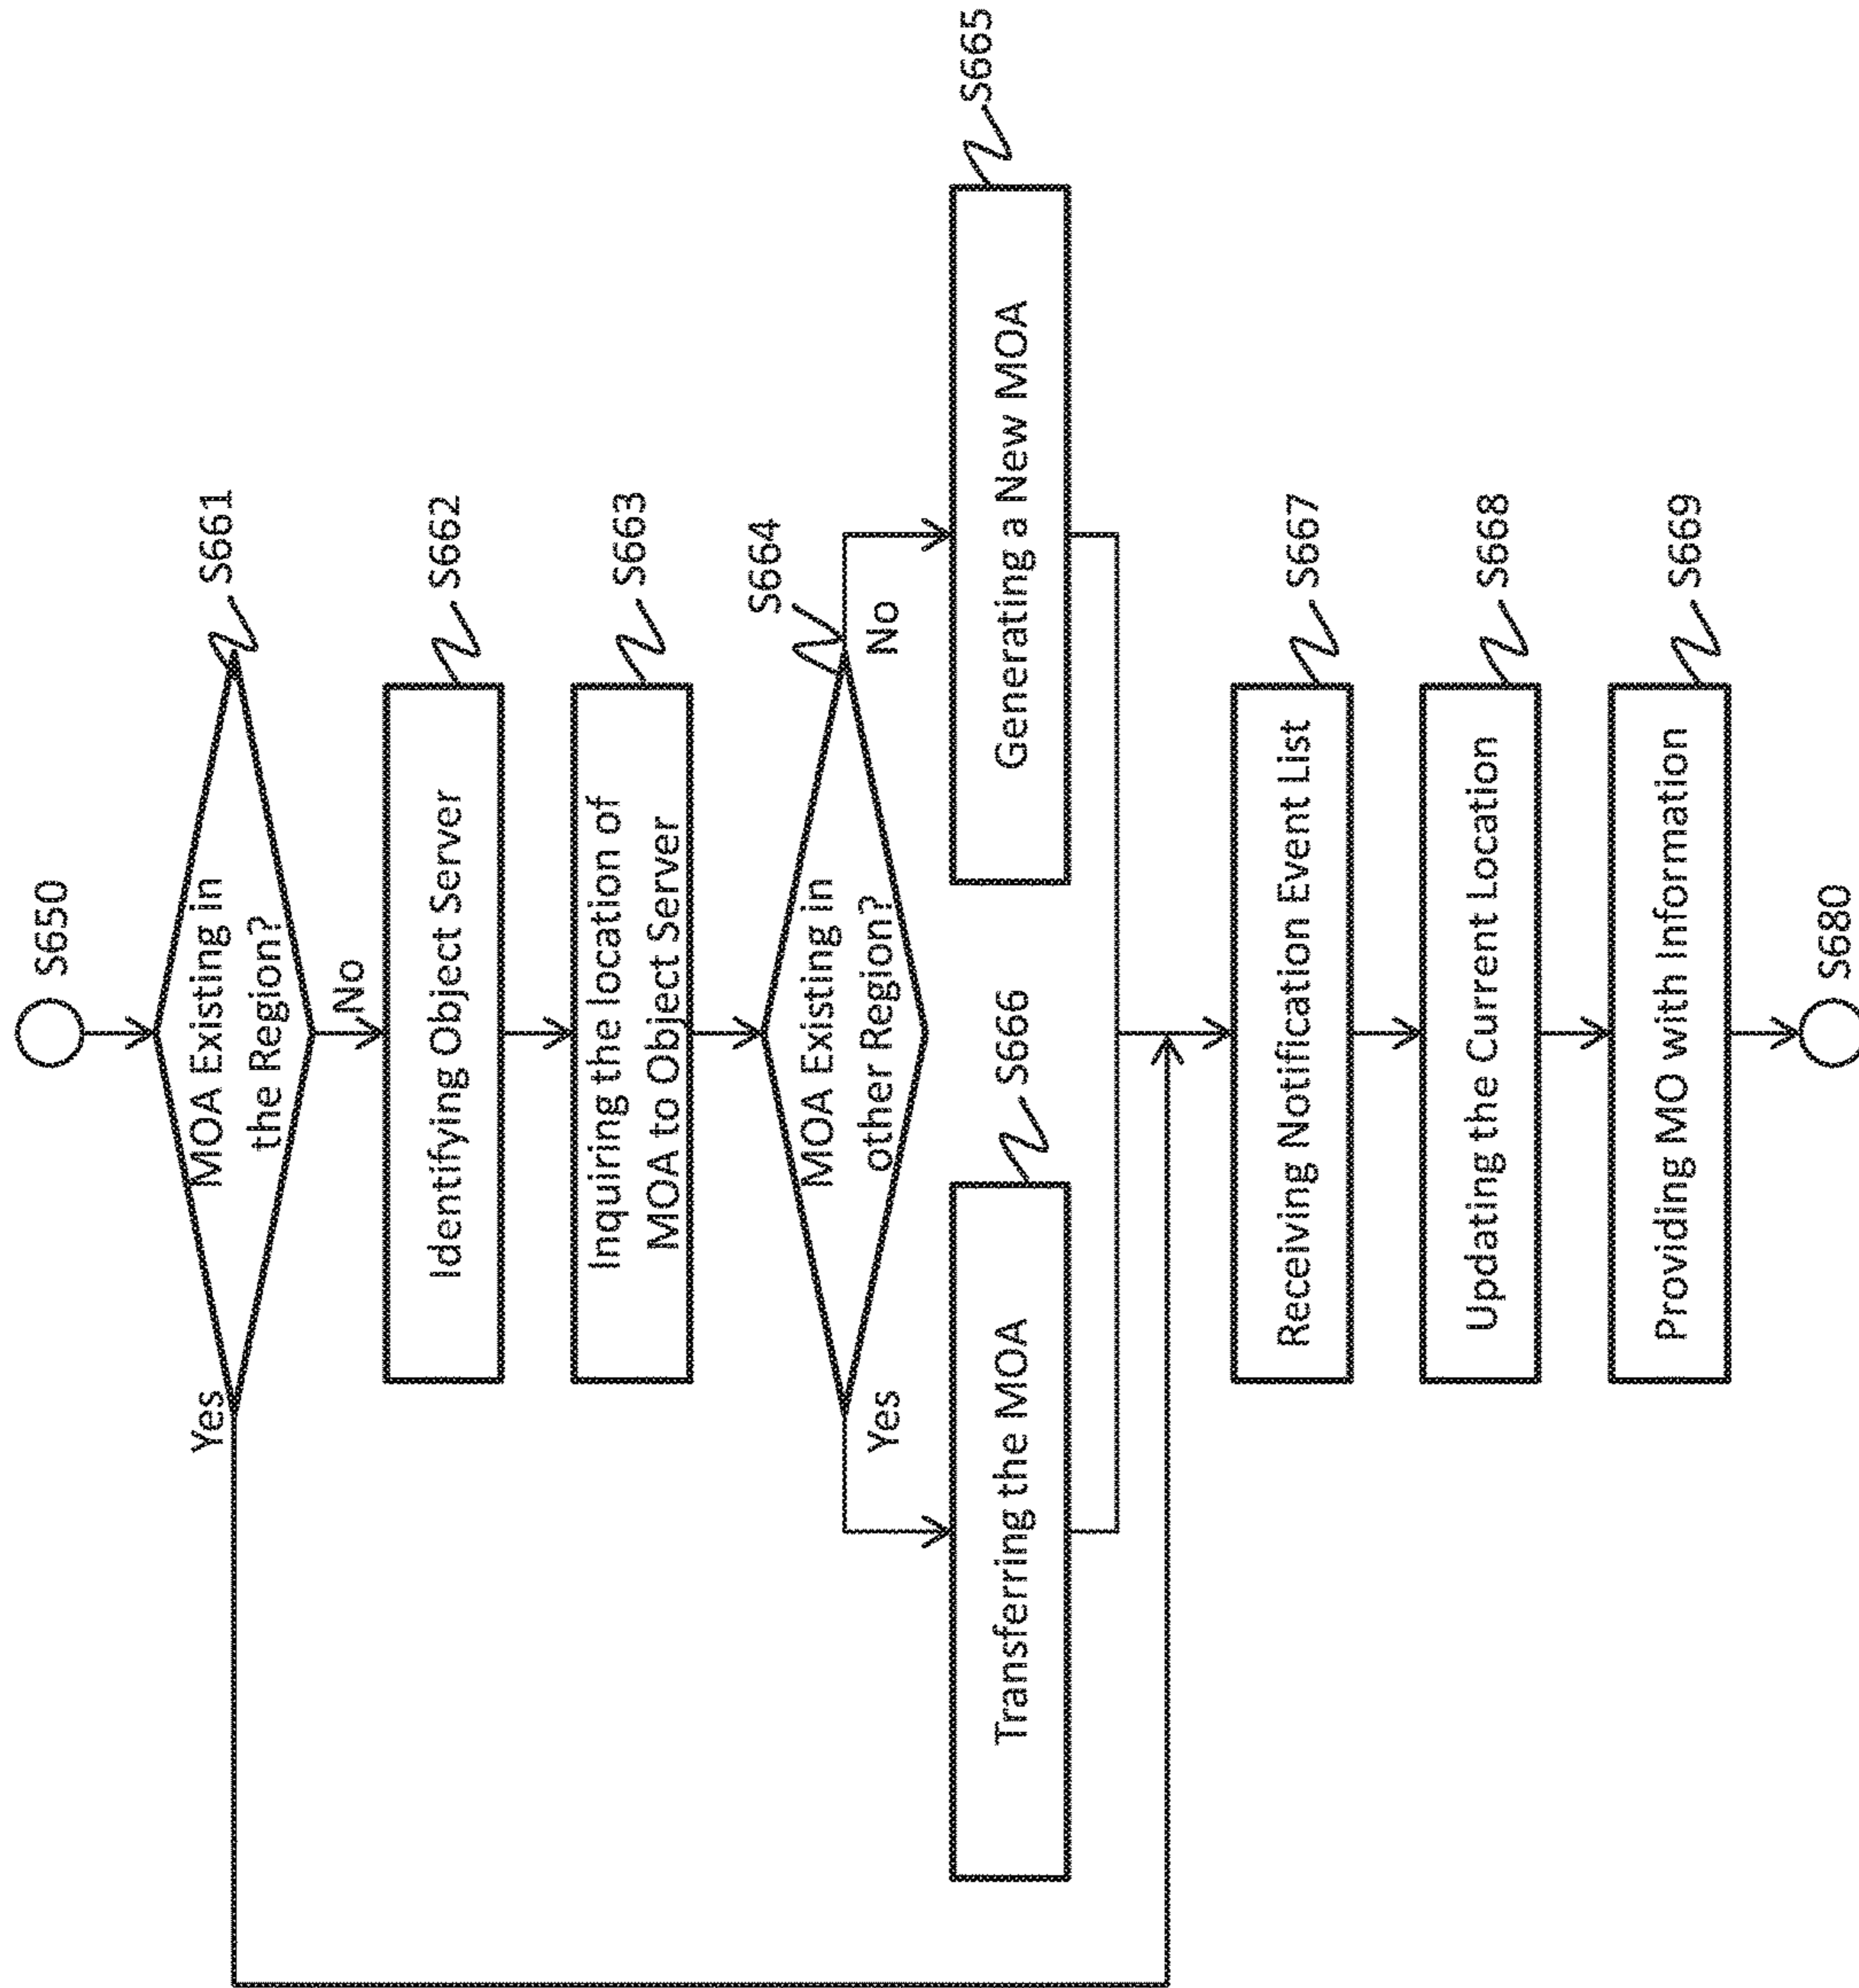 S650
MOA Existing in
the Region?
S661
Yes
No
Identifying Object Server
S662
Inquiring the location of
MOA to Object Server
S663
MOA Existing in
other Region?
S664
Yes
No
Transferring the MOA
S666
Generating a New MOA
S665
Receiving Notification Event List
S667
Updating the Current Location
S668
Providing MO with Information
S669
S680